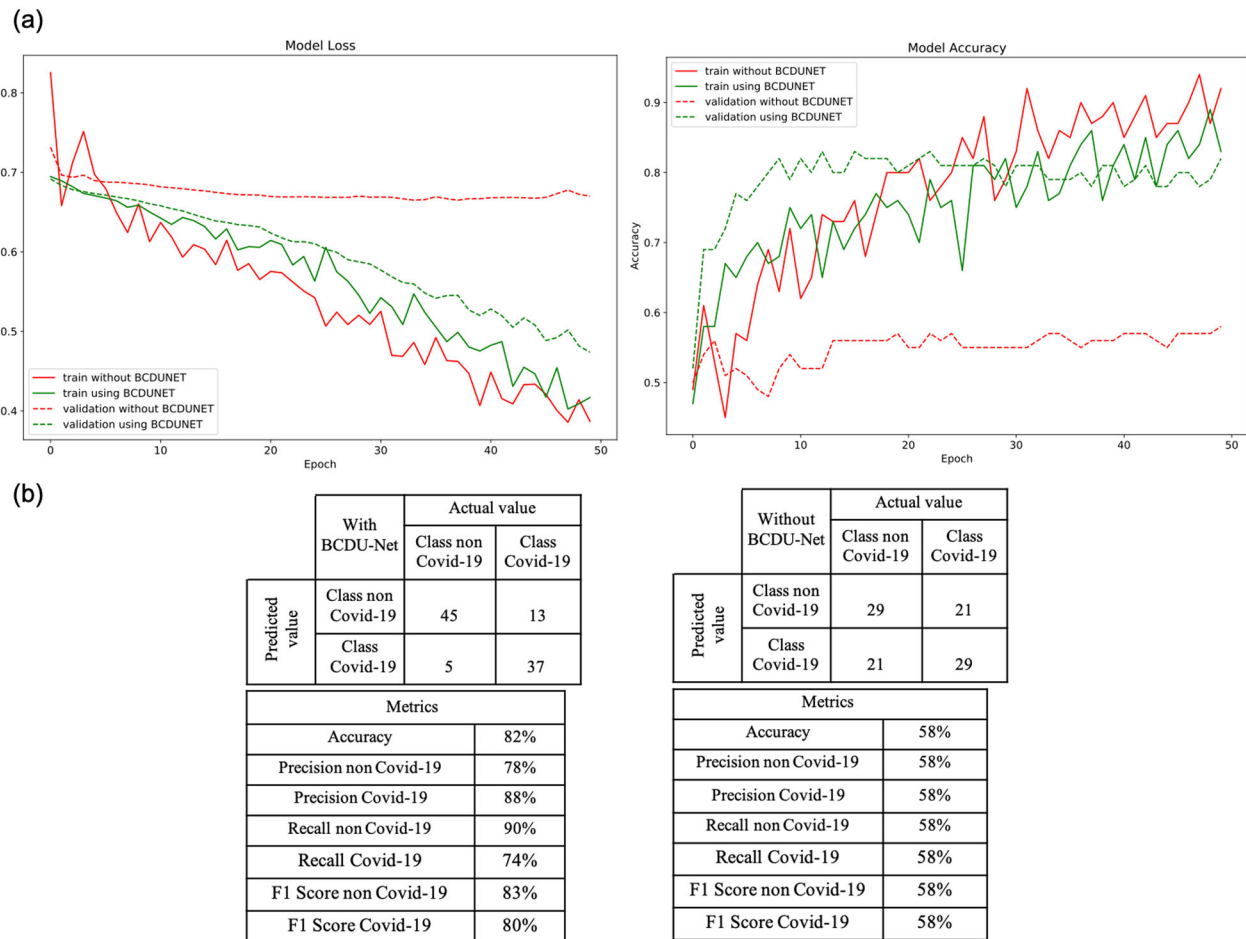 (a)
Model Loss
0.8
0.7
0.6
0.5
0.4
train without BCDUNET
train using BCDUNET
validation without BCDUNET
validation using BCDUNET
0 10 20 30 40 50
Epoch
Model Accuracy
train without BCDUNET
train using BCDUNET
validation without BCDUNET
validation using BCDUNET
Accuracy
0.9
0.8
0.7
0.6
0.5
0 10 20 30 40 50
Epoch
(b)
With
BCDU-Net
Actual value
Class non
Covid-19
Class
Covid-19
Predicted
value
Class non
Covid-19
45 13
Class
Covid-19
5 37
Metrics
Accuracy 82%
Precision non Covid-19 78%
Precision Covid-19 88%
Recall non Covid-19 90%
Recall Covid-19 74%
F1 Score non Covid-19 83%
F1 Score Covid-19 80%
Without
BCDU-Net
Actual value
Class non
Covid-19
Class
Covid-19
Predicted
value
Class non
Covid-19
29 21
Class
Covid-19
21 29
Metrics
Accuracy 58%
Precision non Covid-19 58%
Precision Covid-19 58%
Recall non Covid-19 58%
Recall Covid-19 58%
F1 Score non Covid-19 58%
F1 Score Covid-19 58%